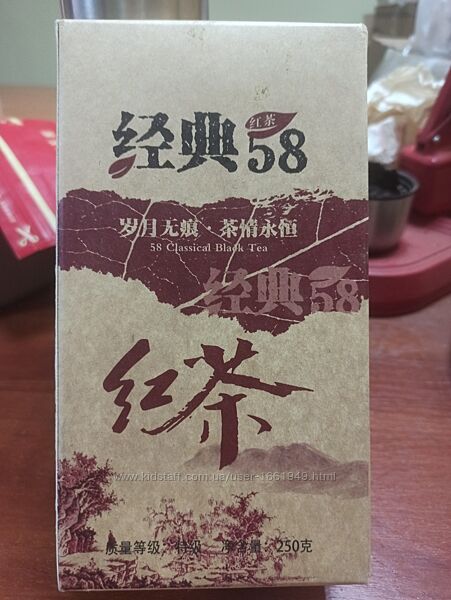 经典58
红茶
岁月无痕·茶情永恒
58 Classical Black Tea
经典58
红茶
www.kidstaff.com.ua/user-1661949.html
质量等级：特级 净含量：250克